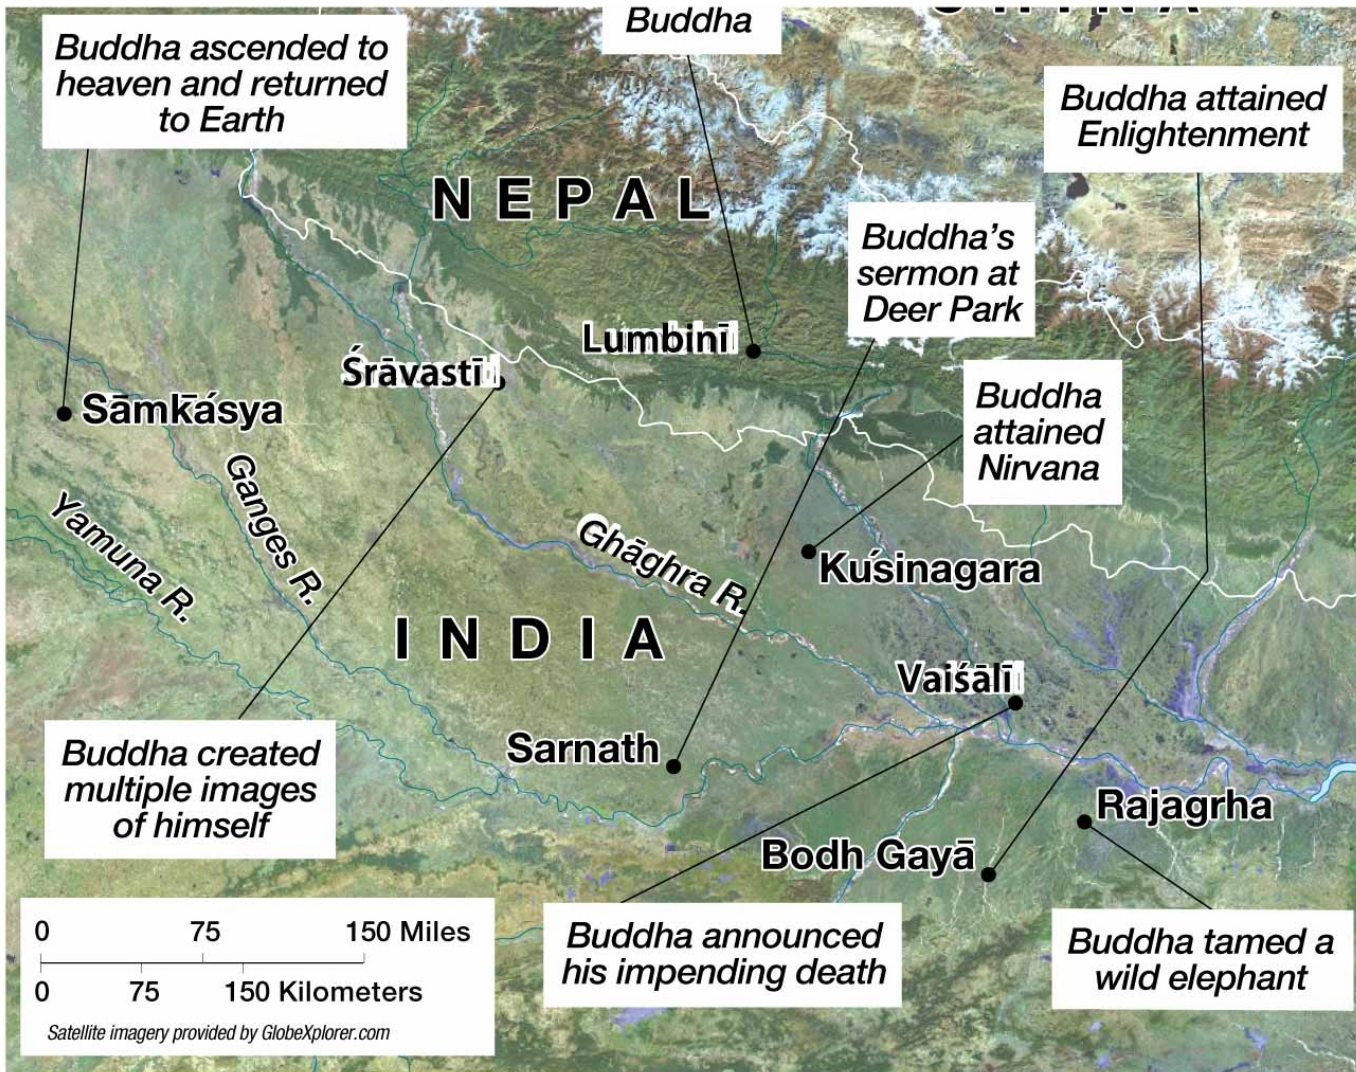 Buddha
Buddha ascended to
heaven and returned
to Earth
Buddha attained
Enlightenment
NEPAL
Buddha's
sermon at
Deer Park
Lumbinī
Śrāvastī
Sāmkāśya
Buddha
attained
Nirvana
Ganges R.
Yamuna R.
Ghāghra R.
Kuśinagara
INDIA
Vaiśālī
Sarnath
Buddha created
multiple images
of himself
Rajagrha
Bodh Gayā
Buddha announced
his impending death
Buddha tamed a
wild elephant
0 75 150 Miles
0 75 150 Kilometers
Satellite imagery provided by GlobeXplorer.com